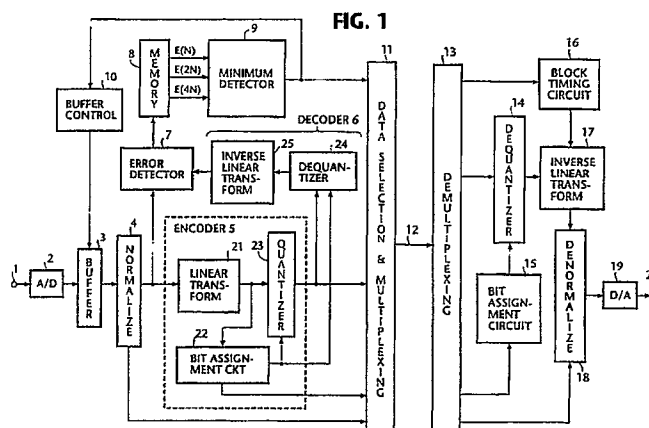 FIG. 1
8
MEMORY
E(N)
E(2N)
E(4N)
9
MINIMUM
DETECTOR
10
BUFFER
CONTROL
7
ERROR
DETECTOR
DECODER 6
25
INVERSE
LINEAR
TRANS-
FORM
24
DEQUANTIZER
1
2
A/D
3
BUFFER
4
NORMALIZE
ENCODER 5
21
LINEAR
TRANSFORM
23
QUANTIZER
22
BIT ASSIGN-
MENT CKT
11
DATA SELECTION & MULTIPLEXING
12
13
DEMULTIPLEXING
14
DEQUANTIZER
15
BIT
ASSIGN-
MENT
CIRCUIT
16
BLOCK
TIMING
CIRCUIT
17
INVERSE
LINEAR
TRANS-
FORM
DENORMALIZE
18
19
D/A